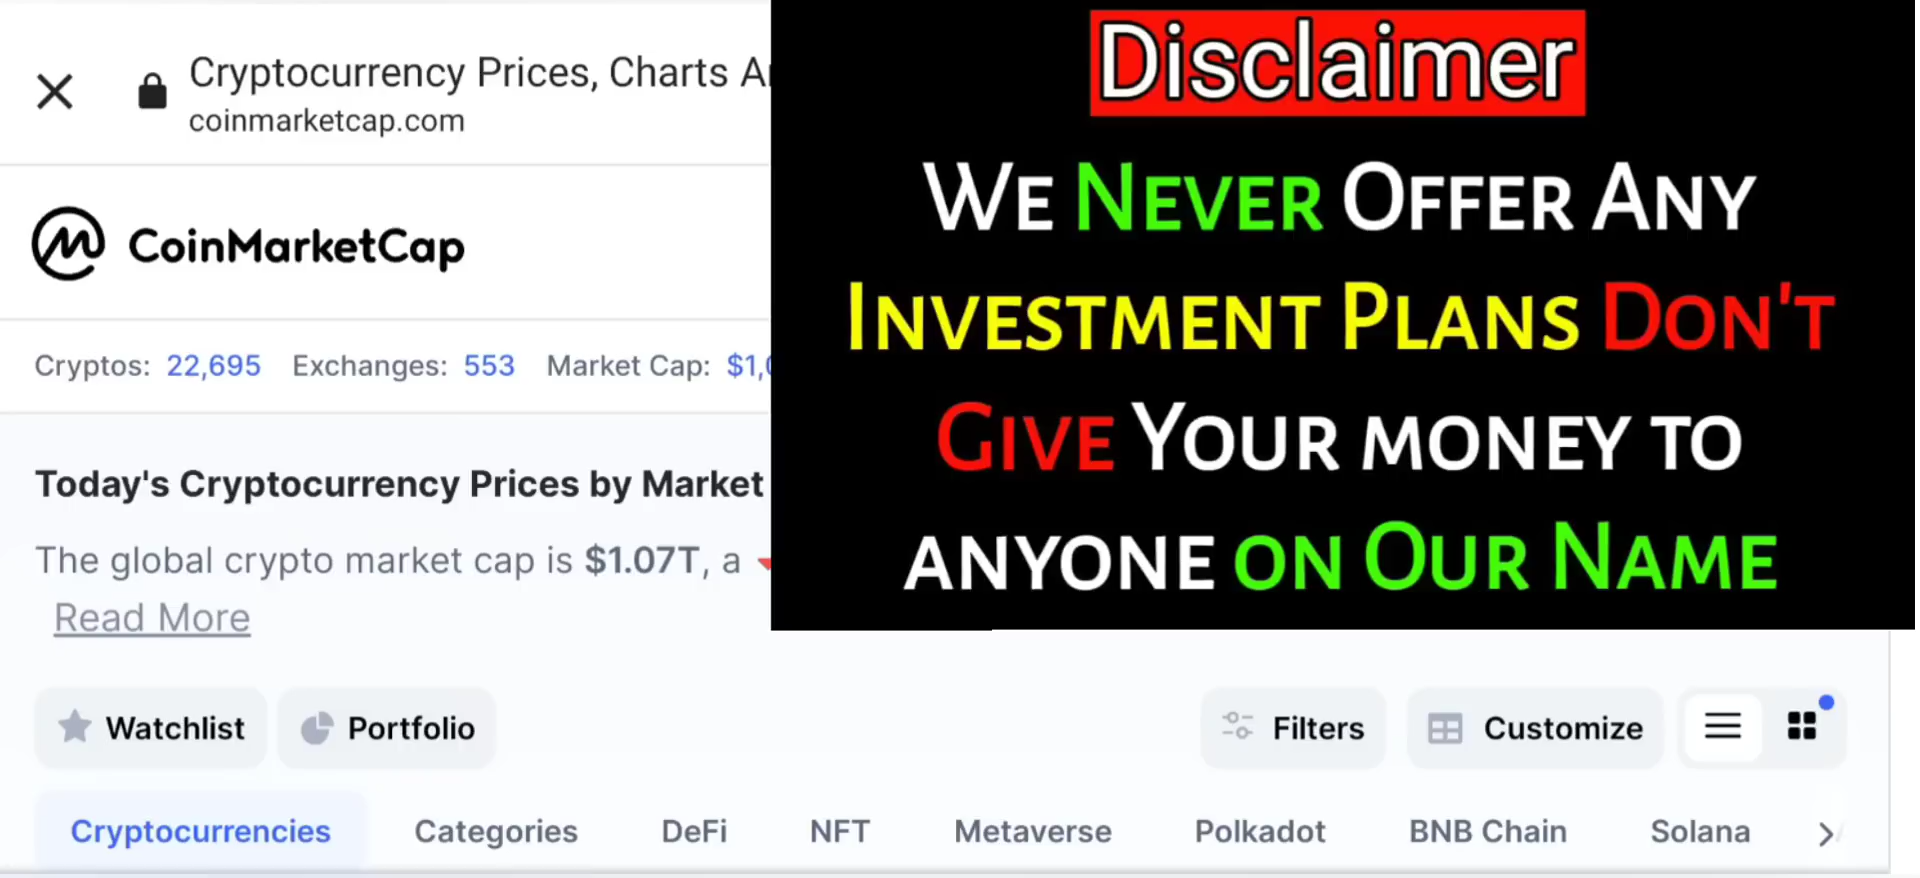 Cryptocurrency Prices, Charts A
coinmarketcap.com
CoinMarketCap
Cryptos: 22,695 Exchanges: 553 Market Cap: $1,0
Today's Cryptocurrency Prices by Market
The global crypto market cap is $1.07T, a
Read More
Disclaimer
We Never Offer Any
Investment Plans Don't
Give Your money to
anyone on Our Name
Watchlist Portfolio Filters Customize
Cryptocurrencies Categories DeFi NFT Metaverse Polkadot BNB Chain Solana